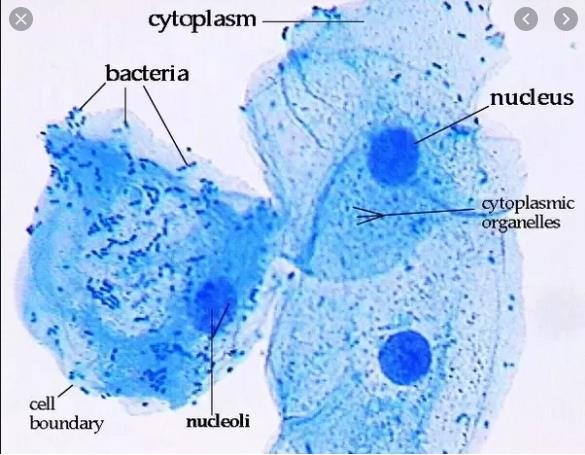 cytoplasm
bacteria
nucleus
cytoplasmic
organelles
cell
boundary
nucleoli